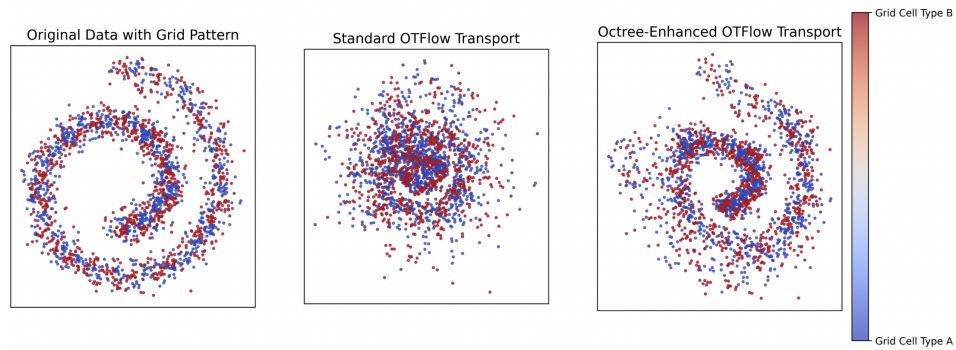 Original Data with Grid Pattern
Standard OTFlow Transport
Octree-Enhanced OTFlow Transport
Grid Cell Type B
Grid Cell Type A